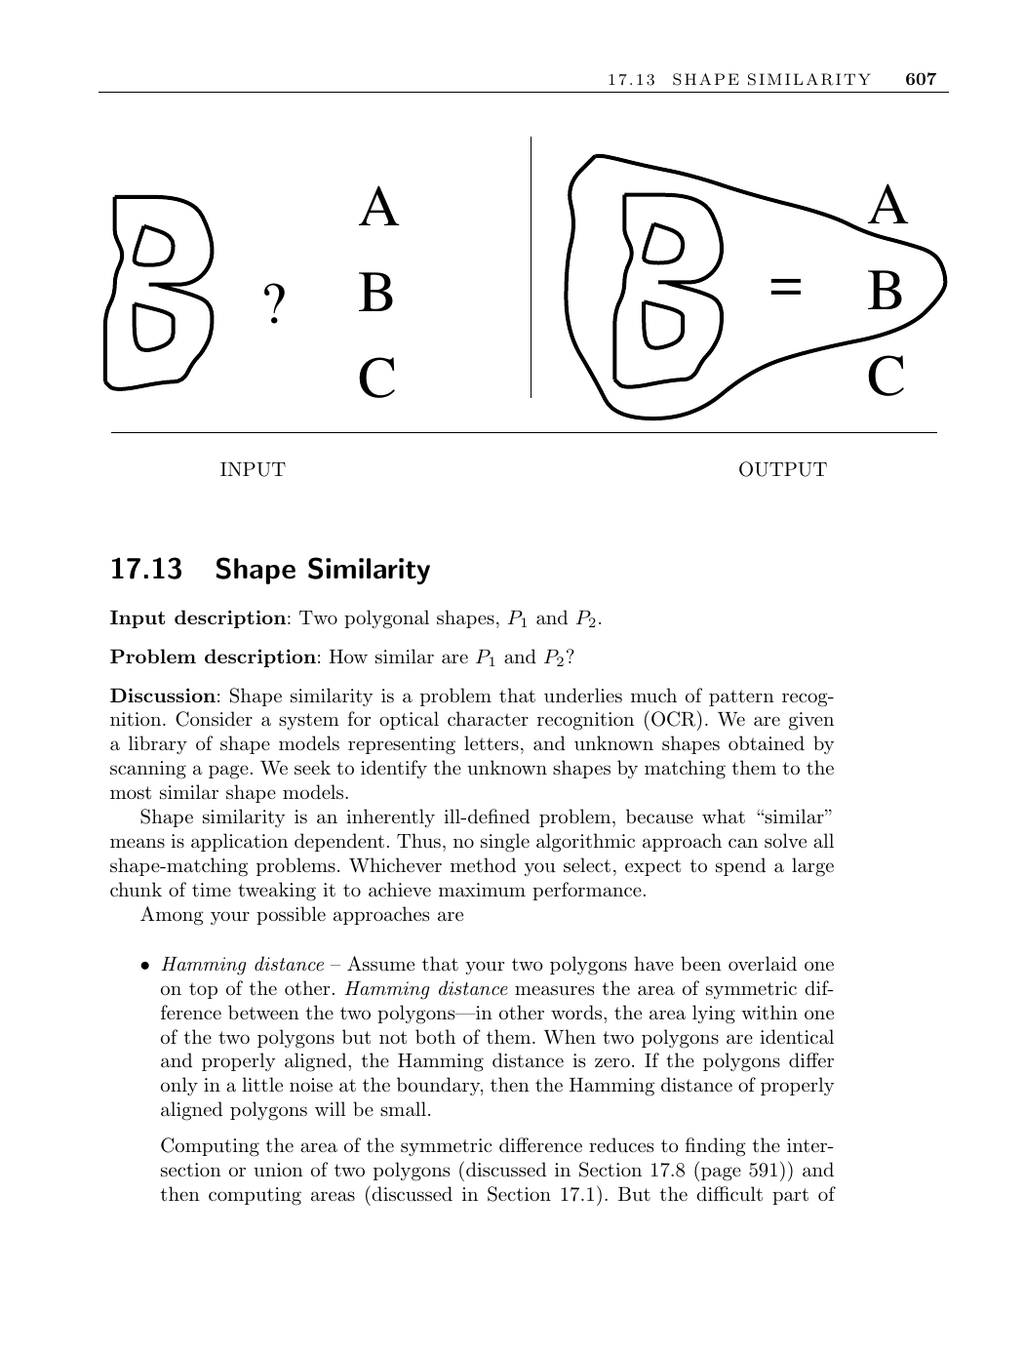 17.13 SHAPE SIMILARITY 607
A
B
?
B
C
A
B
=
B
C
INPUT
OUTPUT
17.13 Shape Similarity
Input description: Two polygonal shapes, P₁ and P₂.
Problem description: How similar are P₁ and P₂?
Discussion: Shape similarity is a problem that underlies much of pattern recog-
nition. Consider a system for optical character recognition (OCR). We are given
a library of shape models representing letters, and unknown shapes obtained by
scanning a page. We seek to identify the unknown shapes by matching them to the
most similar shape models.
Shape similarity is an inherently ill-defined problem, because what “similar”
means is application dependent. Thus, no single algorithmic approach can solve all
shape-matching problems. Whichever method you select, expect to spend a large
chunk of time tweaking it to achieve maximum performance.
Among your possible approaches are
• Hamming distance – Assume that your two polygons have been overlaid one
on top of the other. Hamming distance measures the area of symmetric dif-
ference between the two polygons—in other words, the area lying within one
of the two polygons but not both of them. When two polygons are identical
and properly aligned, the Hamming distance is zero. If the polygons differ
only in a little noise at the boundary, then the Hamming distance of properly
aligned polygons will be small.
Computing the area of the symmetric difference reduces to finding the inter-
section or union of two polygons (discussed in Section 17.8 (page 591)) and
then computing areas (discussed in Section 17.1). But the difficult part of